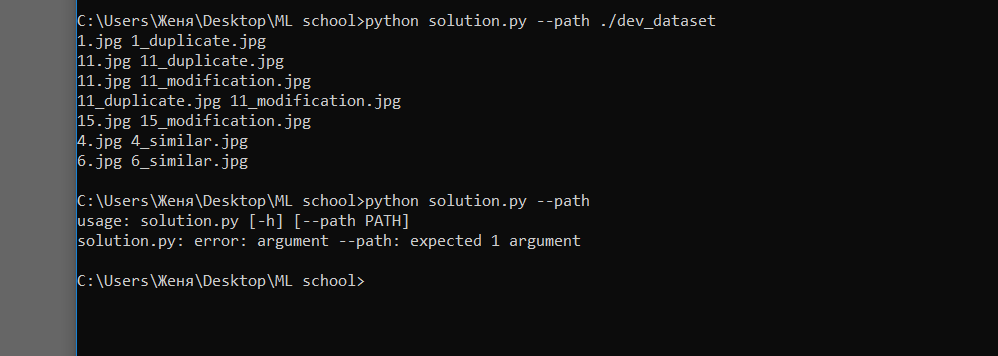 C:\Users\Женя\Desktop\ML school>python solution.py --path ./dev_dataset
1.jpg 1_duplicate.jpg
11.jpg 11_duplicate.jpg
11.jpg 11_modification.jpg
11_duplicate.jpg 11_modification.jpg
15.jpg 15_modification.jpg
4.jpg 4_similar.jpg
6.jpg 6_similar.jpg
C:\Users\Женя\Desktop\ML school>python solution.py --path
usage: solution.py [-h] [--path PATH]
solution.py: error: argument --path: expected 1 argument
C:\Users\Женя\Desktop\ML school>